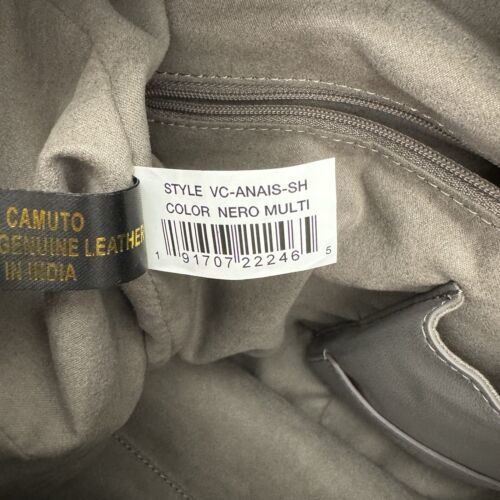 CAMUTO
GENUINE LEATHER
IN INDIA
STYLE VC-ANAIS-SH
COLOR NERO MULTI
1 91707 22246 5